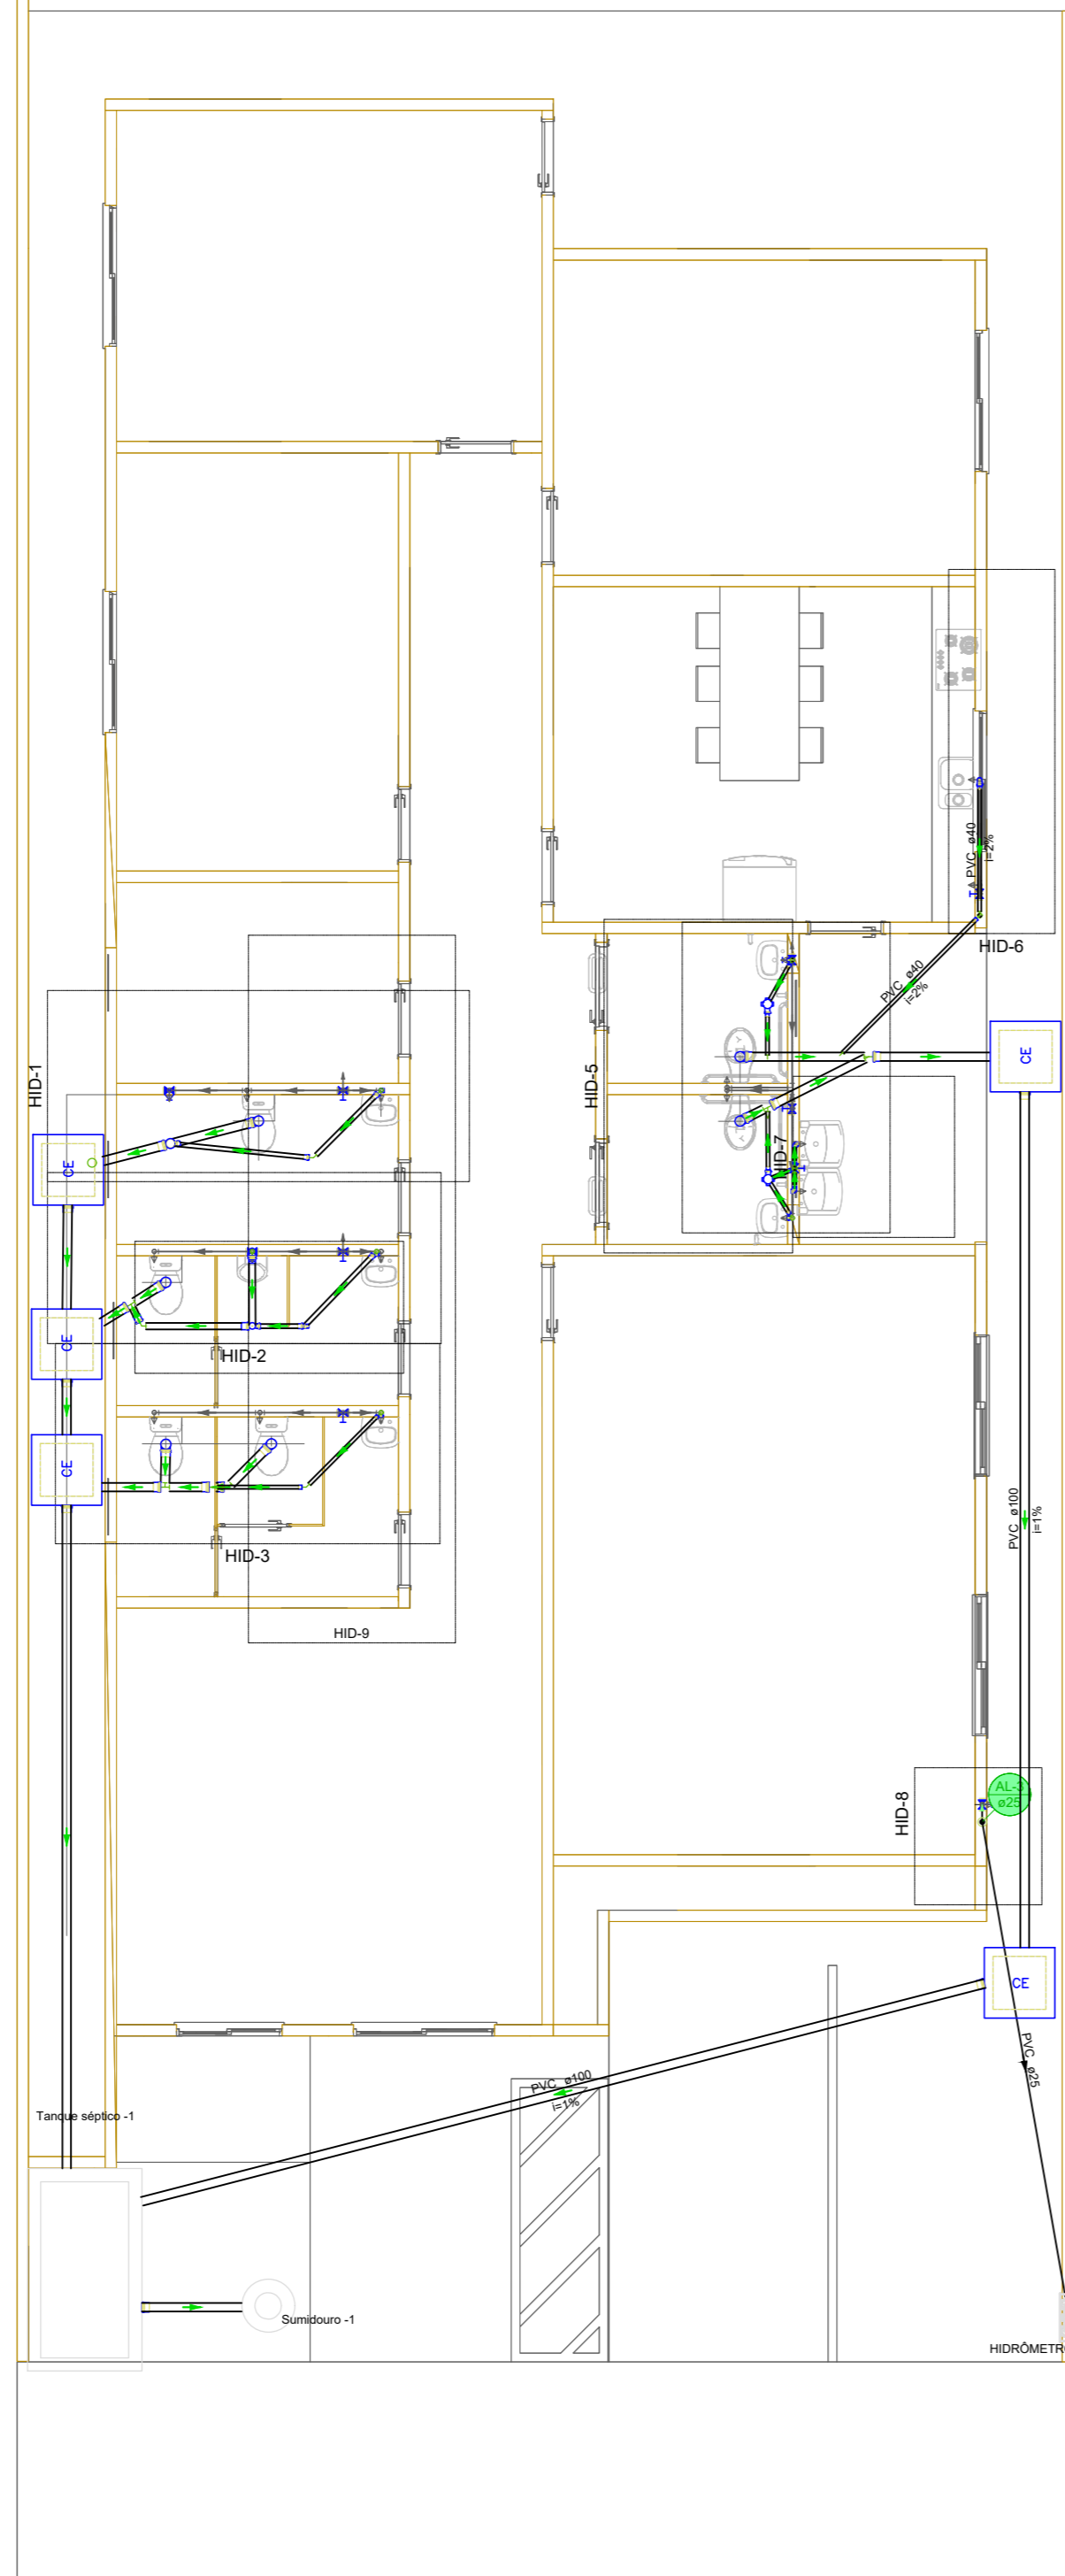 PVC ø40
i=2%
HID-6
PVC ø40
i=2%
HID-1
CE
HID-5
CE
HID-7
CE
HID-2
CE
HID-3
HID-9
PVC ø100
i=1%
AL-3
ø25
HID-8
CE
PVC ø25
PVC ø100
i=1%
Tanque séptico -1
Sumidouro -1
HIDRÔMETR